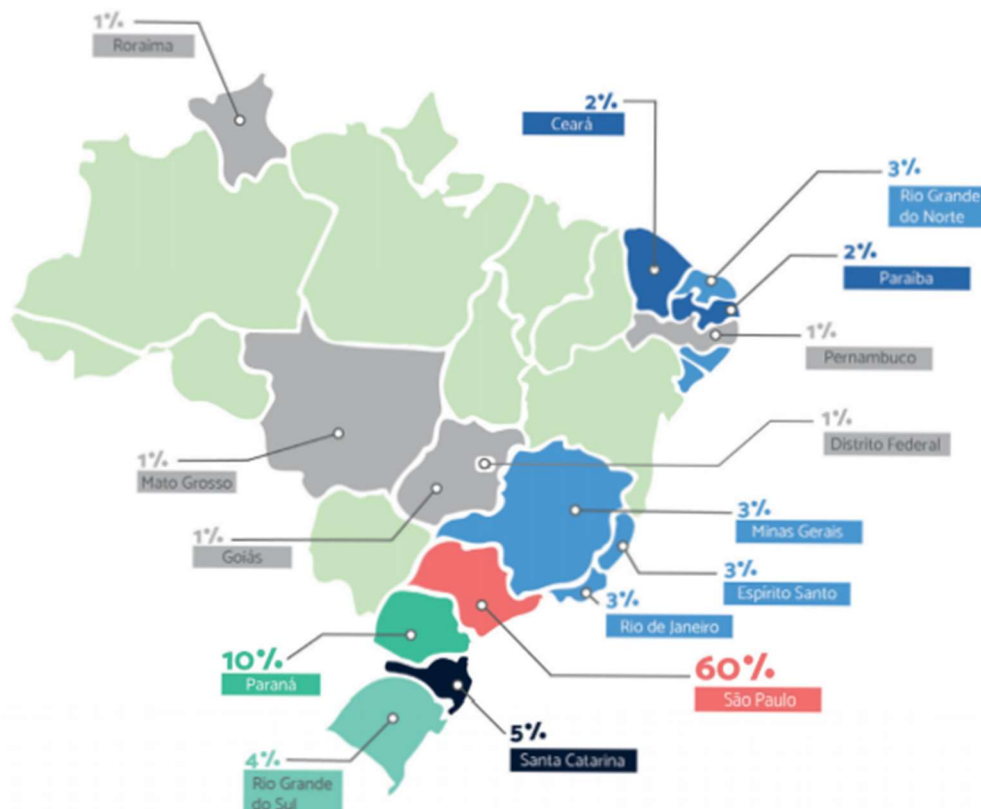 1%
Roraima
2%
Ceará
3%
Rio Grande
do Norte
2%
Paraíba
1%
Pernambuco
1%
Distrito Federal
1%
Mato Grosso
3%
Minas Gerais
1%
Goiás
3%
Espírito Santo
3%
Rio de Janeiro
10%
Paraná
60%
São Paulo
5%
Santa Catarina
4%
Rio Grande
do Sul